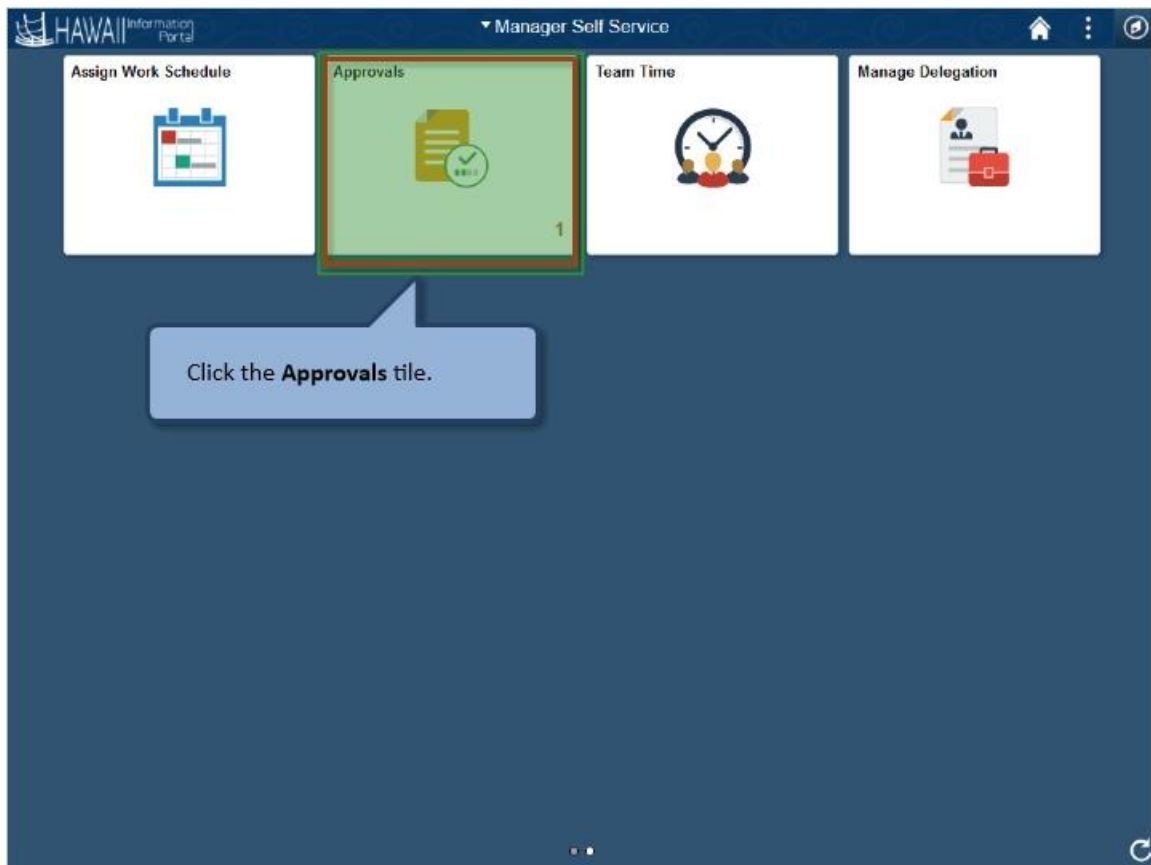 HAWAII Information Portal
Manager Self Service
Assign Work Schedule
Approvals
Team Time
Manage Delegation
1
Click the Approvals tile.